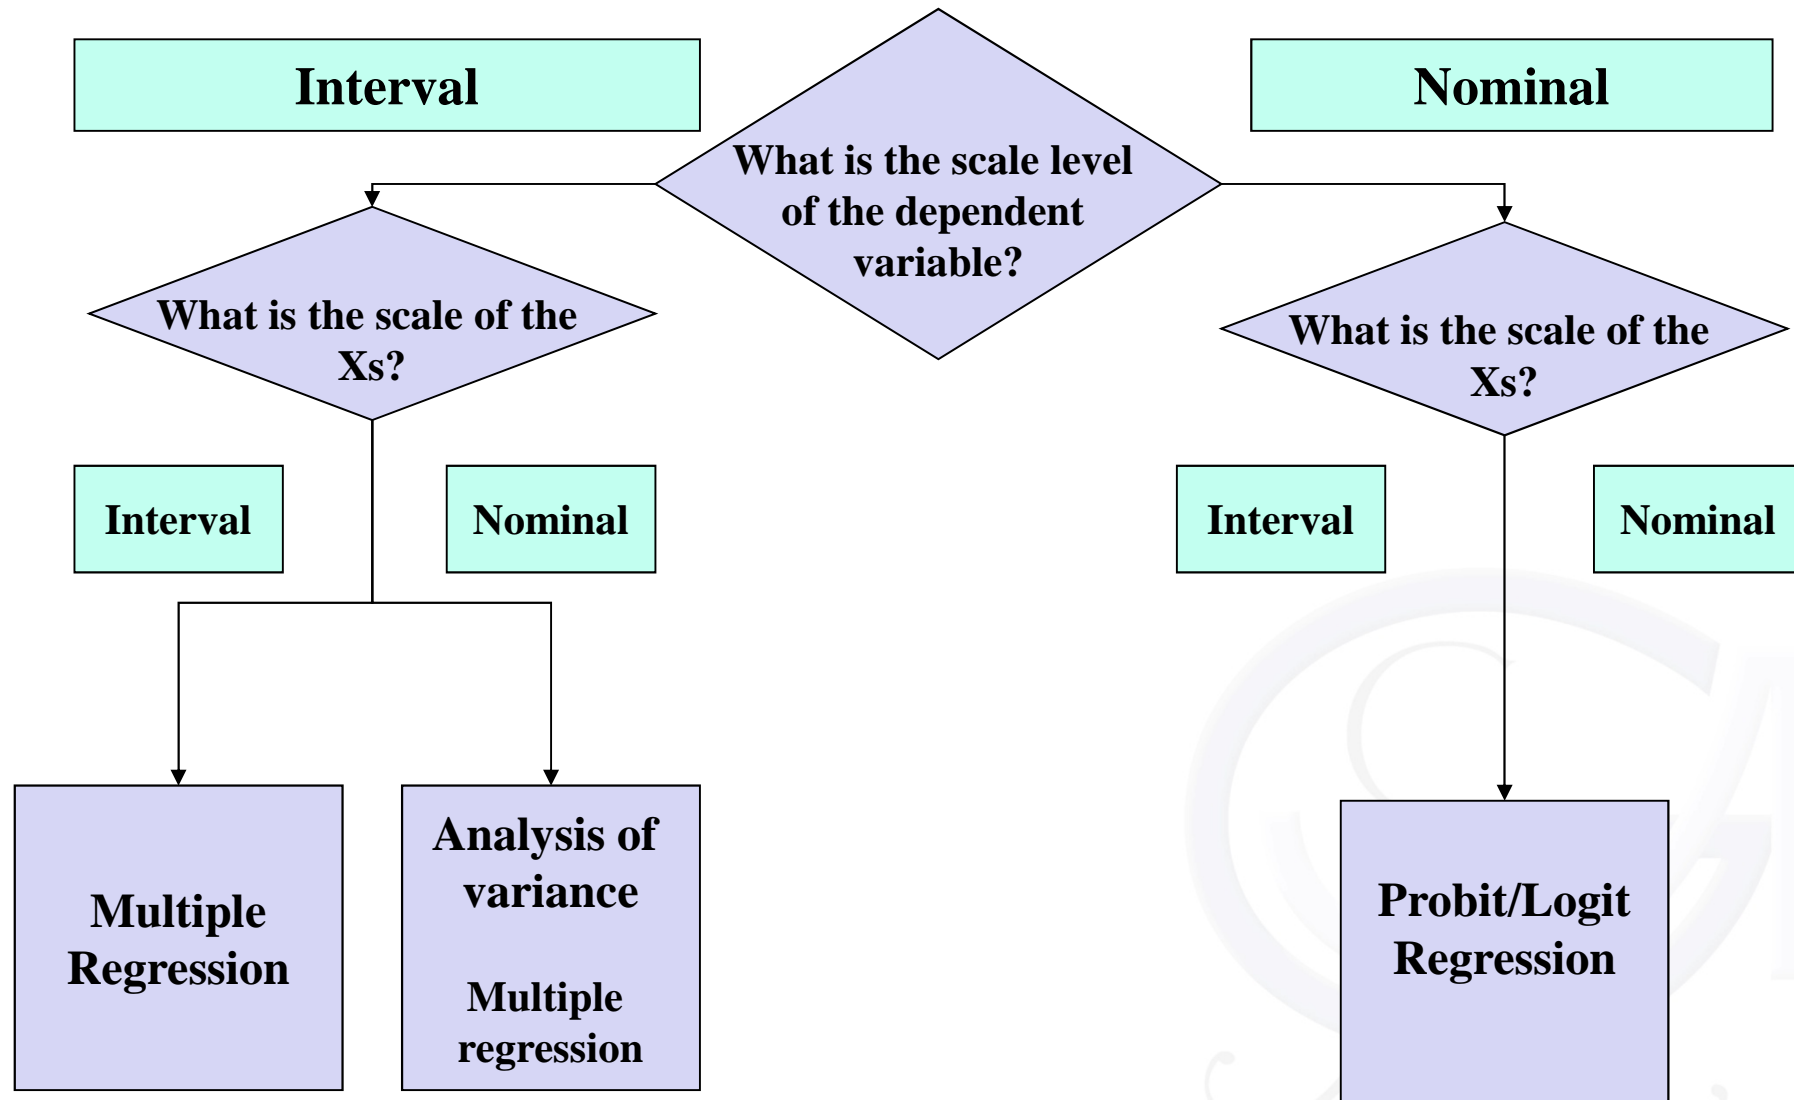 Interval
Nominal
What is the scale level
of the dependent
variable?
What is the scale of the
Xs?
What is the scale of the
Xs?
Interval
Nominal
Interval
Nominal
Multiple
Regression
Analysis of
variance
Multiple
regression
Probit/Logit
Regression